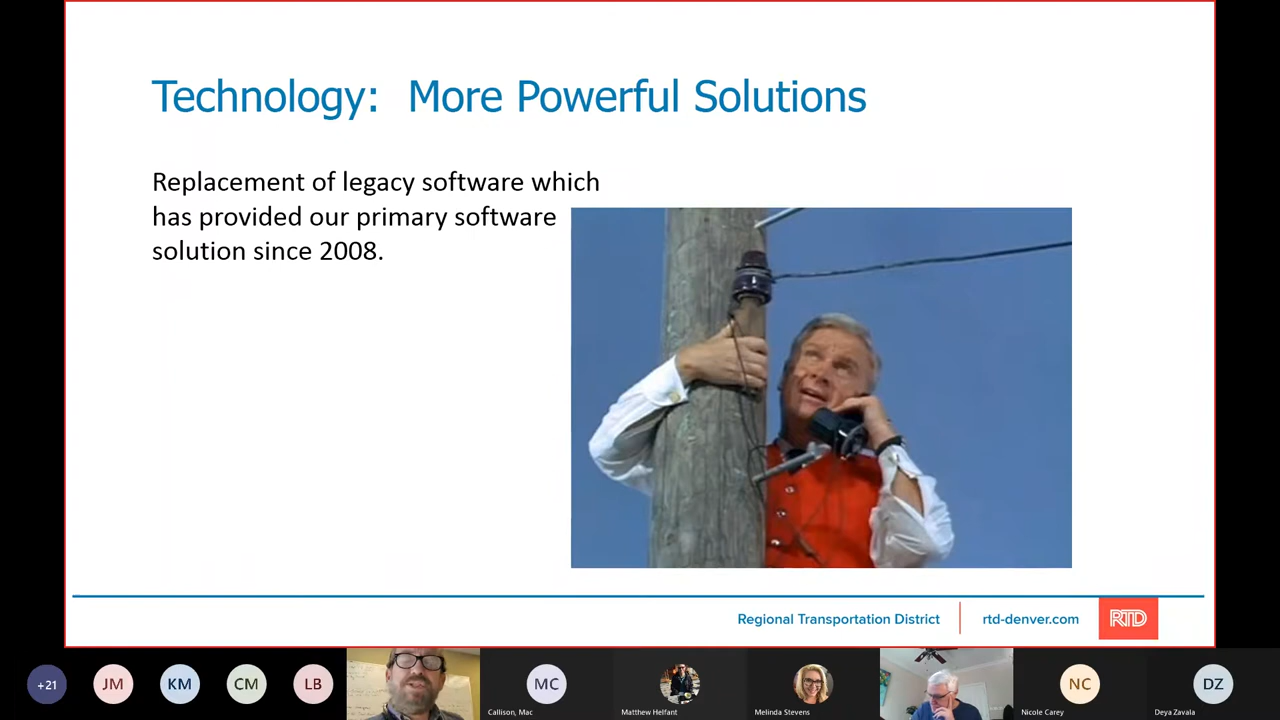 Technology: More Powerful Solutions
Replacement of legacy software which
has provided our primary software
solution since 2008.
Regional Transportation District
rtd-denver.com
RTD
+21
JM
KM
CM
LB
MC
NC
DZ
Callison, Mac
Matthew Helfant
Melinda Stevens
Nicole Carey
Deya Zavala